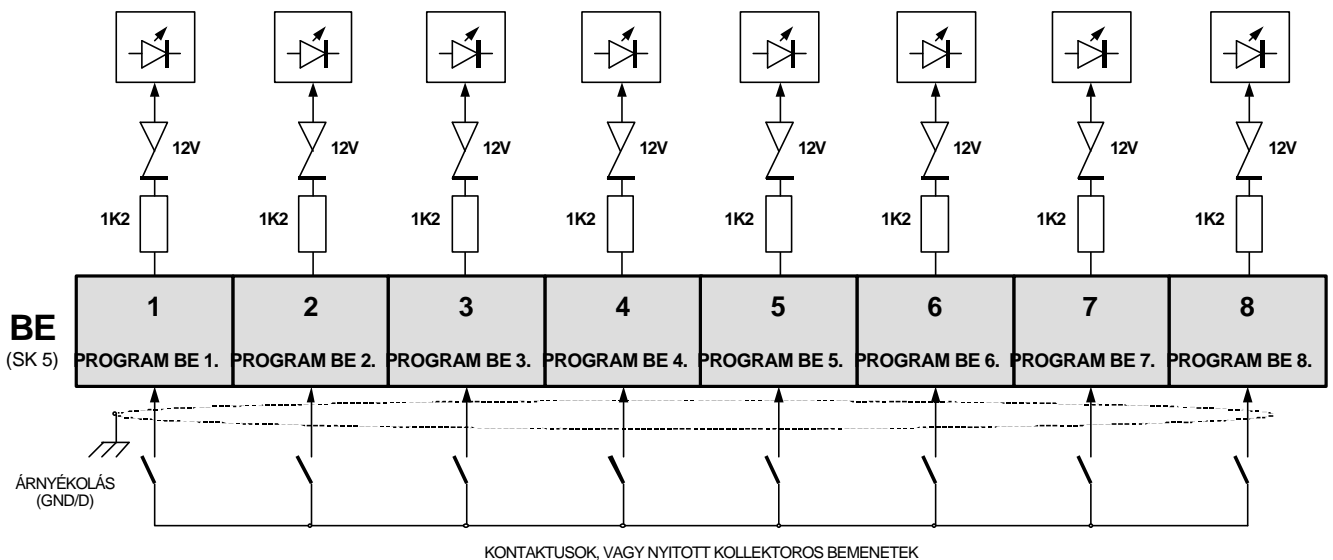 12V 12V 12V 12V 12V 12V 12V 12V
1K2 1K2 1K2 1K2 1K2 1K2 1K2 1K2
1 2 3 4 5 6 7 8
BE
(SK 5)
PROGRAM BE 1. PROGRAM BE 2. PROGRAM BE 3. PROGRAM BE 4. PROGRAM BE 5. PROGRAM BE 6. PROGRAM BE 7. PROGRAM BE 8.
ÁRNYÉKOLÁS
(GND/D)
KONTAKTUSOK, VAGY NYITOTT KOLLEKTOROS BEMENETEK